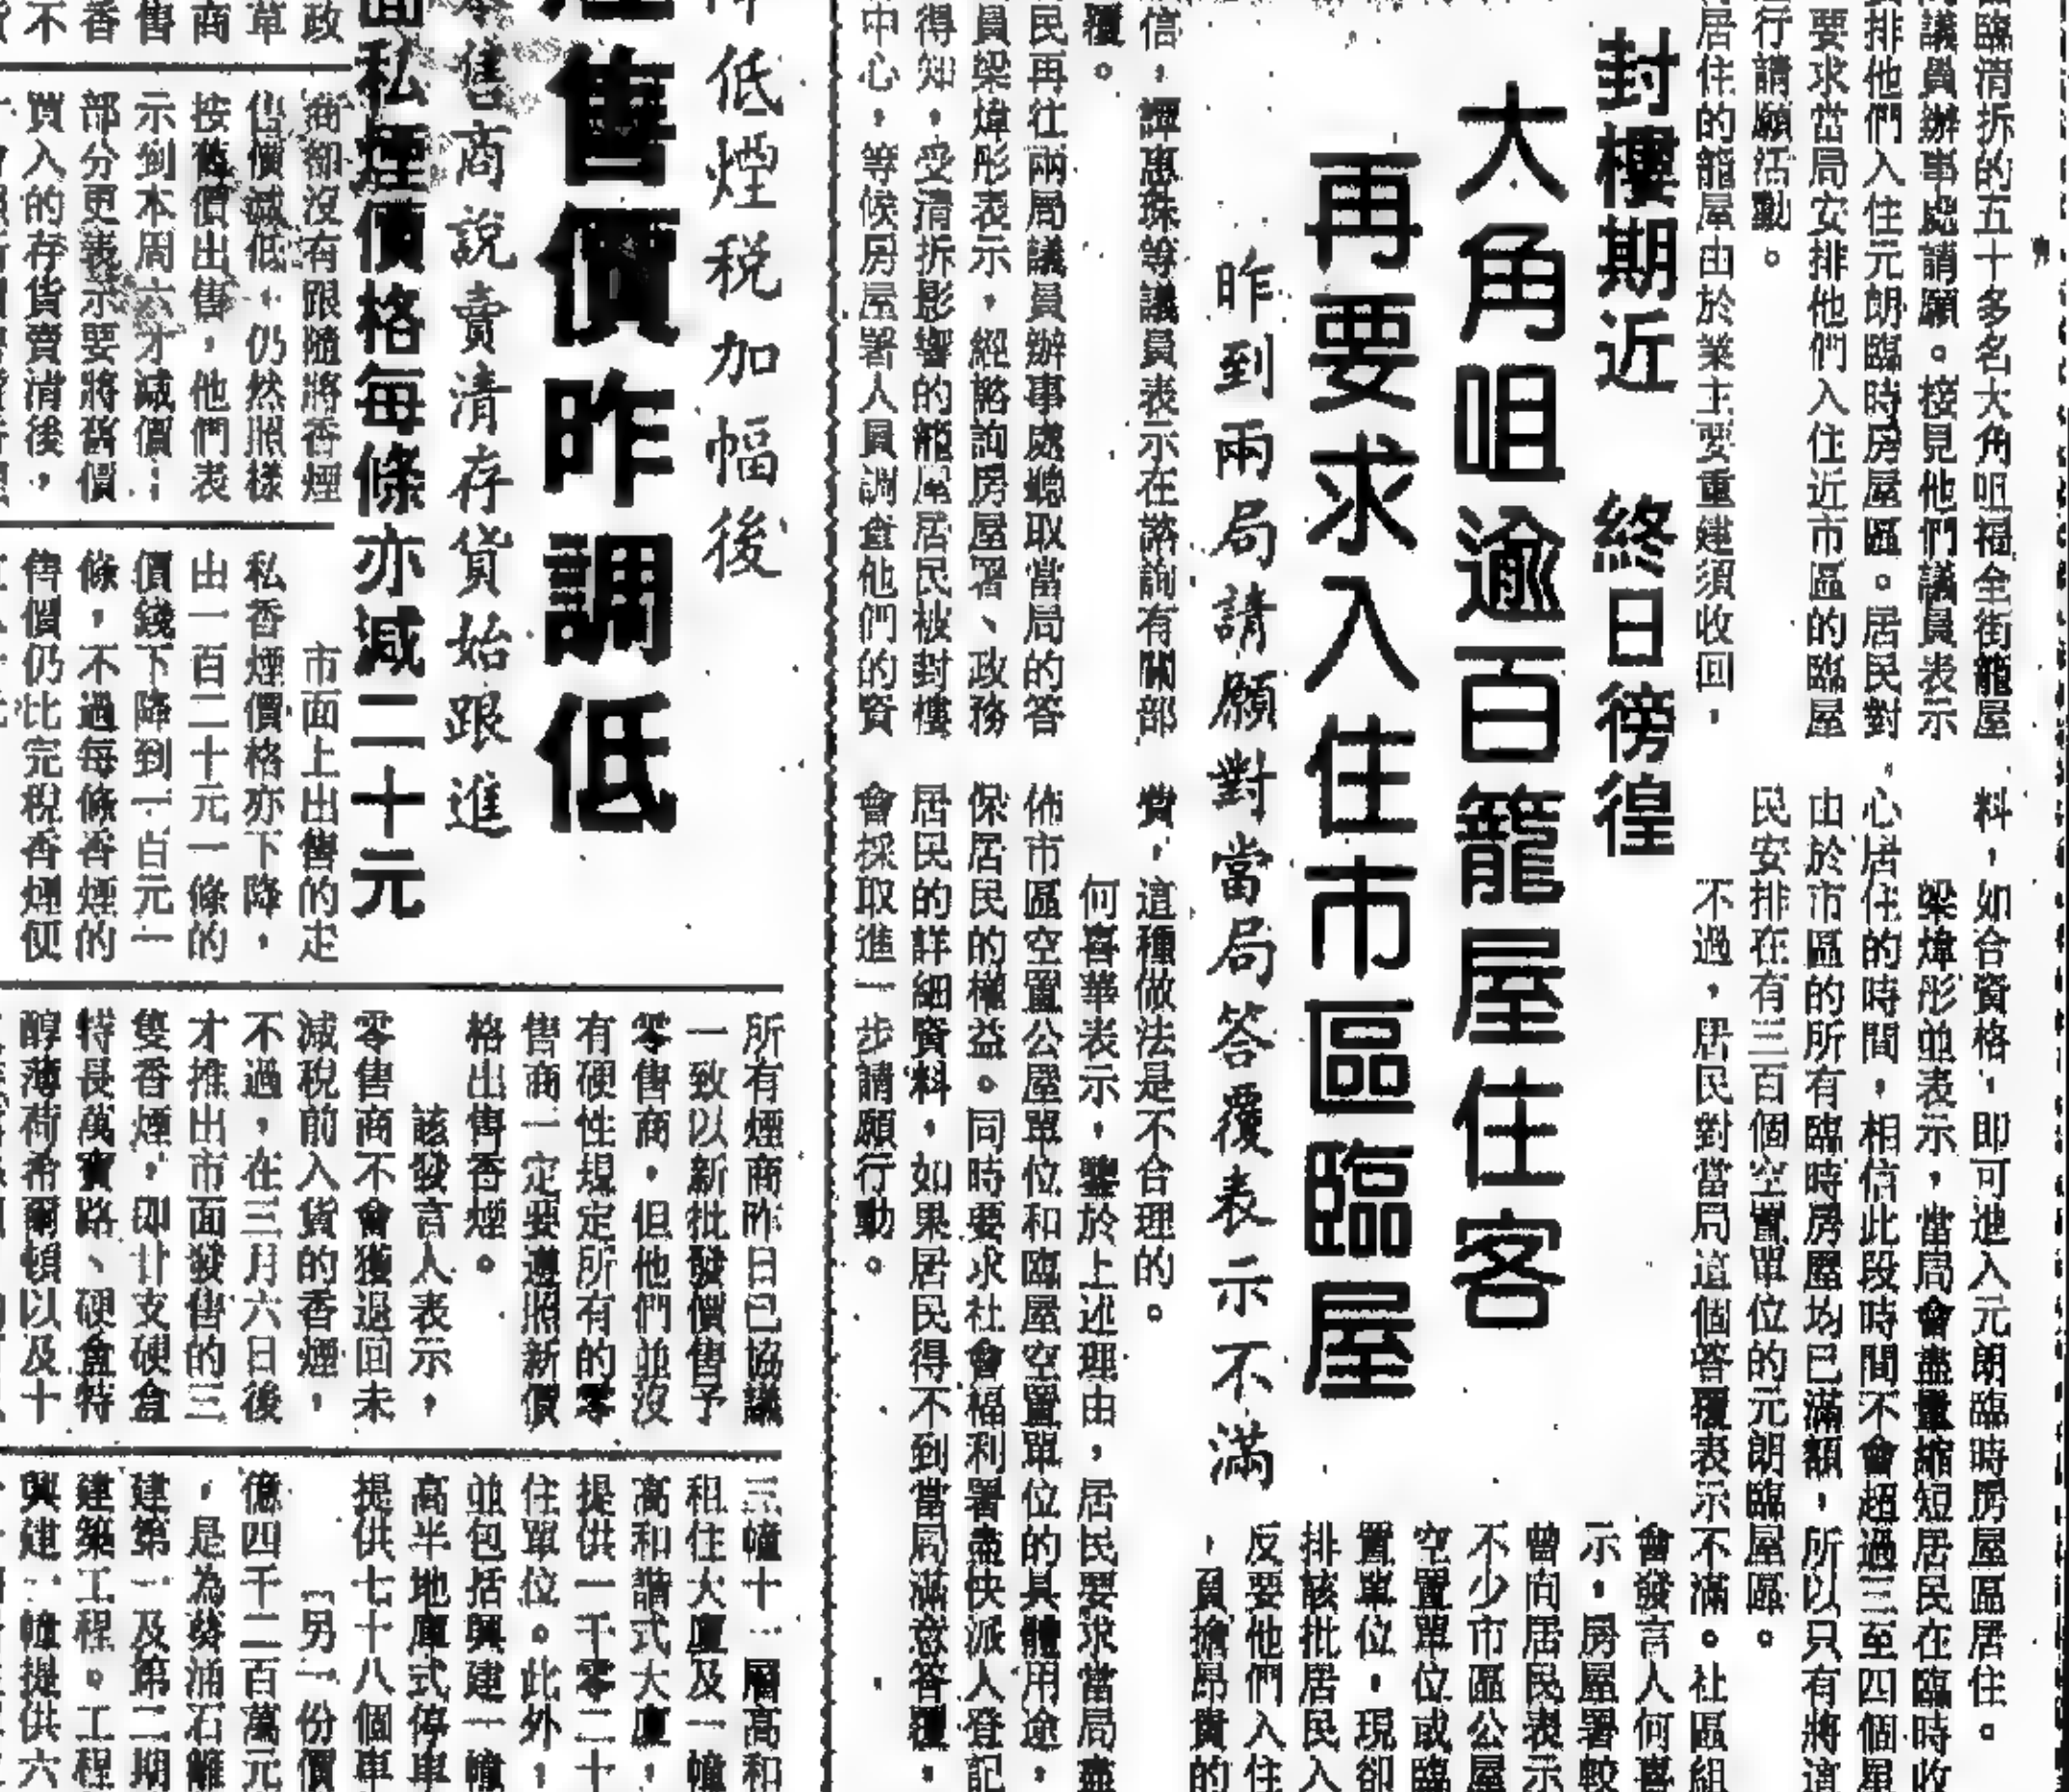 臨清拆的五十多名大角咀福全街籠屋
議員辦事處請願。接見他們議員表示
排他們入住元朗臨時房屋區。居民對
要求當局安排他們入住近市區的臨屋
行請願活動。
居住的籠屋由於業主要重建須收回，
封樓期近　終日徬徨
大角咀逾百籠屋住客
再要求入住市區臨屋
昨到兩局請願對當局答覆表示不滿
信，譚惠珠等議員表示在諮詢有關部
覆。
民再往兩局議員辦事處聽取當局的答
員梁煒彤表示，經諮詢房屋署、政務
得知，受清拆影響的籠屋居民被封樓
中心，等候房屋署人員調查他們的資
料，如合資格，即可進入元朗臨時房屋區居住。
梁煒彤並表示，當局會盡量縮短居民在臨時收
心居住的時間，相信此段時間不會超過三至四個星
由於市區的所有臨時房屋均已滿額，所以只有將這
民安排在有三百個空置單位的元朗臨屋區。
不過，居民對當局這個答覆表示不滿。社區組
會發言人何喜
示，房屋署較
曾向居民表示
不少市區公屋
空置單位或臨
置單位，現卻
排該批居民入
反要他們入住
，負擔昂貴的
費，這種做法是不合理的。
何喜華表示，鑒於上述理由，居民要求當局盡
佈市區空置公屋單位和臨屋空置單位的具體用途，
保居民的權益。同時要求社會福利署盡快派人登記
居民的詳細資料，如果居民得不到當局滿意答覆，
會採取進一步請願行動。
低煙税加幅後
售價昨調低
售商説賣清存貨始跟進
面私煙價格每條亦減二十元
政
草
商
售
香
不
商卻沒有跟隨將香煙
售價減低，仍然照樣
按舊價出售，他們表
示到本周六才減價；
部分更表示要將舊價
買入的存貨賣清後，
市面上出售的走
私香煙價格亦下降，
由一百二十元一條的
價錢下降到一百元一
條，不過每條香煙的
售價仍比完税香煙便
所有煙商昨日已協議
一致以新批發價售予
零售商，但他們並沒
有硬性規定所有的零
售商一定要遵照新價
格出售香煙。
該發言人表示，
零售商不會獲退回未
減税前入貨的香煙，
不過，在三月六日後
才推出市面發售的三
隻香煙，即廿支硬盒
特長萬寶路、硬盒特
醇薄荷希爾頓以及十
三幢十二層高和
租住大廈及一幢
高和諧式大廈，
提供一千零二十
住單位。此外，
並包括興建一幢
高半地庫式停車
提供七十八個車
另一份價
億四千二百萬元
，是為葵涌石籬
建第一及第二期
建築工程。工程
興建一幢提供六